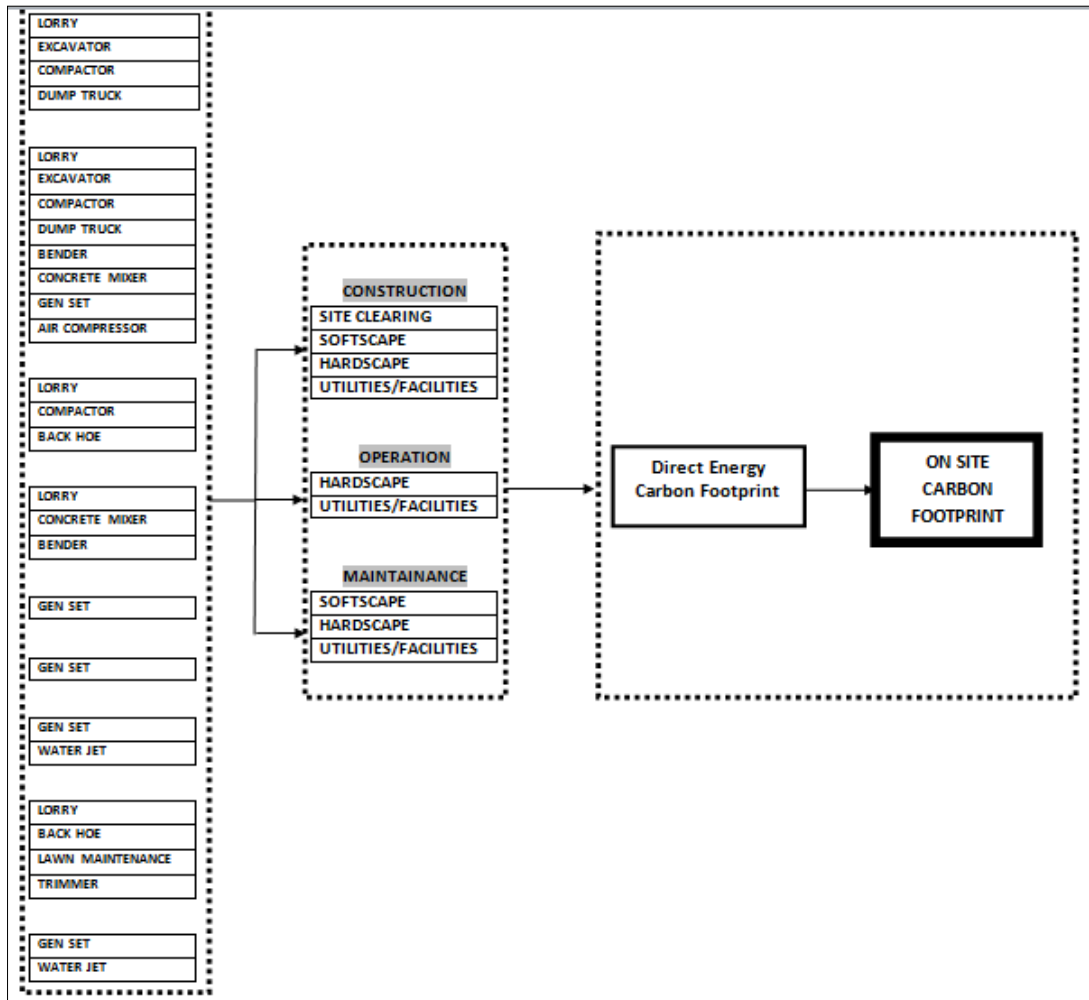 LORRY
EXCAVATOR
COMPACTOR
DUMP TRUCK
LORRY
EXCAVATOR
COMPACTOR
DUMP TRUCK
BENDER
CONCRETE MIXER
GEN SET
AIR COMPRESSOR
LORRY
COMPACTOR
BACK HOE
LORRY
CONCRETE MIXER
BENDER
GEN SET
GEN SET
GEN SET
WATER JET
LORRY
BACK HOE
LAWN MAINTENANCE
TRIMMER
GEN SET
WATER JET
CONSTRUCTION
SITE CLEARING
SOFTSCAPE
HARDSCAPE
UTILITIES/FACILITIES
OPERATION
HARDSCAPE
UTILITIES/FACILITIES
MAINTAINANCE
SOFTSCAPE
HARDSCAPE
UTILITIES/FACILITIES
Direct Energy
Carbon Footprint
ON SITE
CARBON
FOOTPRINT